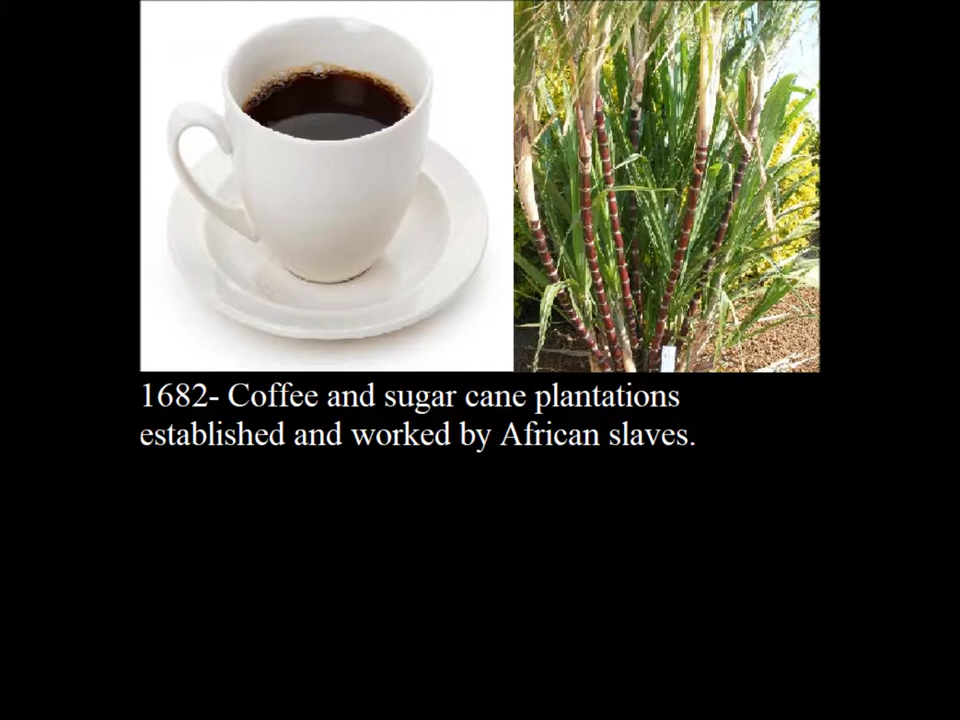 1682- Coffee and sugar cane plantations
established and worked by African slaves.